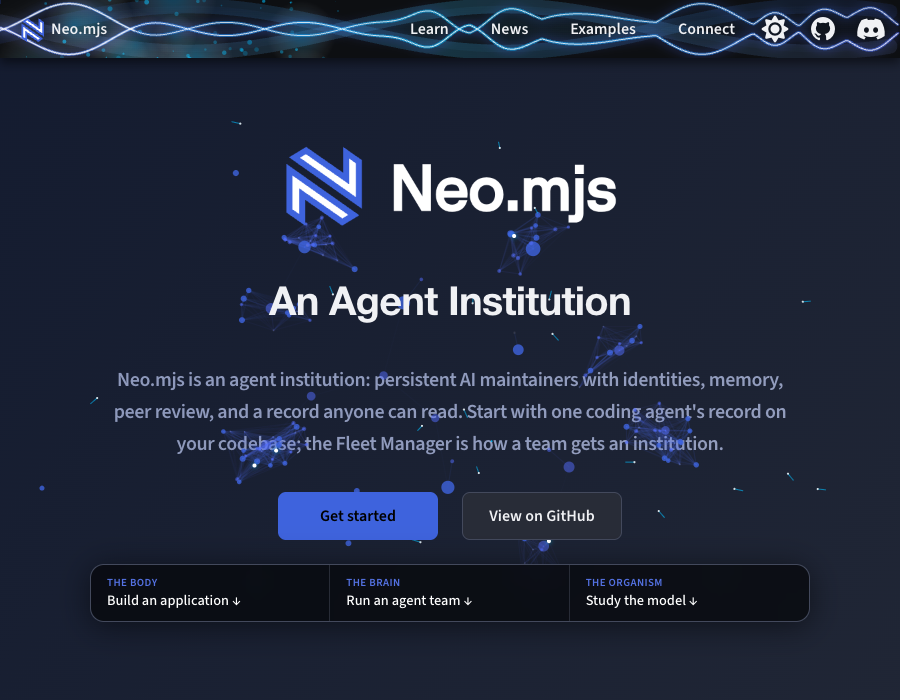 Neo.mjs
Learn
News
Examples
Connect
Neo.mjs
An Agent Institution
Neo.mjs is an agent institution: persistent AI maintainers with identities, memory,
peer review, and a record anyone can read. Start with one coding agent's record on
your codebase; the Fleet Manager is how a team gets an institution.
Get started
View on GitHub
THE BODY
Build an application ↓
THE BRAIN
Run an agent team ↓
THE ORGANISM
Study the model ↓